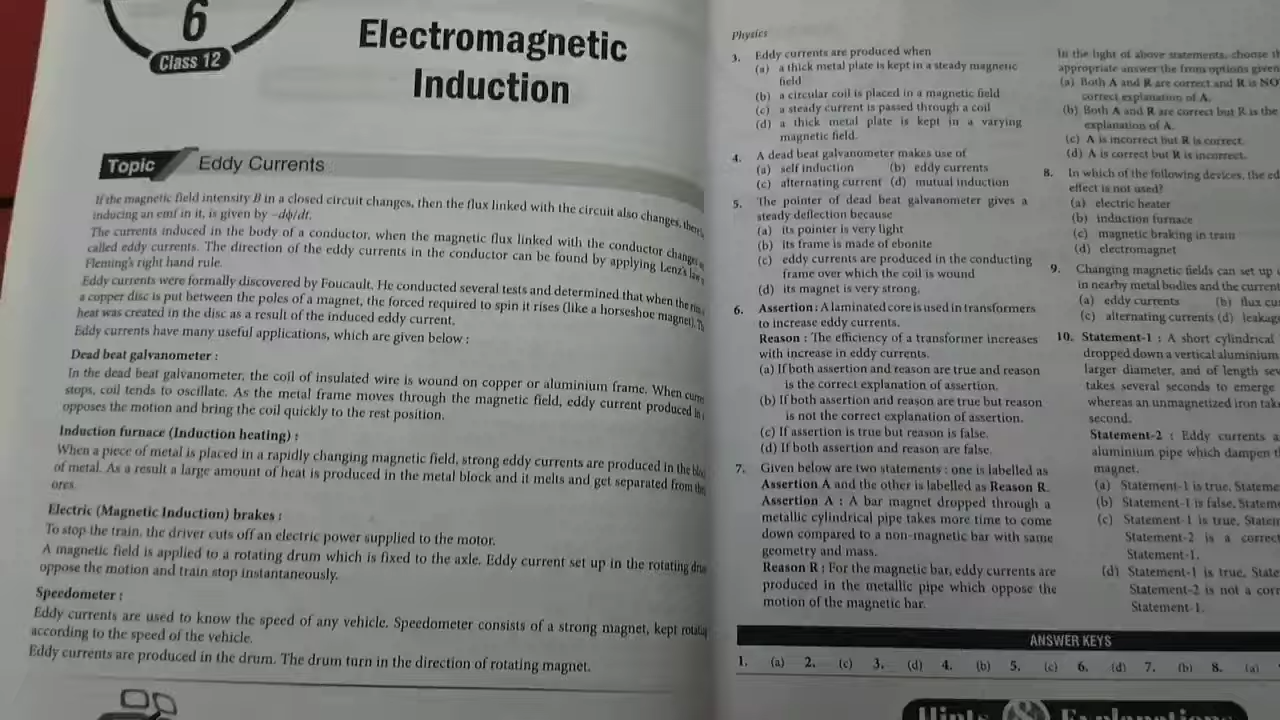 6
Class 12
Electromagnetic
Induction
Topic Eddy Currents
If the magnetic field intensity B in a closed circuit changes, then the flux linked with the circuit also changes,
inducing an emf in it, is given by –dϕ/dt.
The currents induced in the body of a conductor, when the magnetic flux linked with the conductor changes
called eddy currents. The direction of the eddy currents in the conductor can be found by applying Lenz's law
Fleming's right hand rule.
Eddy currents were formally discovered by Foucault. He conducted several tests and determined that when the
a copper disc is put between the poles of a magnet, the forced required to spin it rises (like a horseshoe magnet).
heat was created in the disc as a result of the induced eddy current.
Eddy currents have many useful applications, which are given below :
Dead beat galvanometer :
In the dead beat galvanometer, the coil of insulated wire is wound on copper or aluminium frame. When
stops, coil tends to oscillate. As the metal frame moves through the magnetic field, eddy current produced in
opposes the motion and bring the coil quickly to the rest position.
Induction furnace (Induction heating) :
When a piece of metal is placed in a rapidly changing magnetic field, strong eddy currents are produced in the
of metal. As a result a large amount of heat is produced in the metal block and it melts and get separated from the
ores.
Electric (Magnetic Induction) brakes :
To stop the train, the driver cuts off an electric power supplied to the motor.
A magnetic field is applied to a rotating drum which is fixed to the axle. Eddy current set up in the rotating
oppose the motion and train stop instantaneously.
Speedometer :
Eddy currents are used to know the speed of any vehicle. Speedometer consists of a strong magnet, kept
according to the speed of the vehicle.
Eddy currents are produced in the drum. The drum turn in the direction of rotating magnet.
Physics
3. Eddy currents are produced when
(a) a thick metal plate is kept in a steady magnetic
field
(b) a circular coil is placed in a magnetic field
(c) a steady current is passed through a coil
(d) a thick metal plate is kept in a varying
magnetic field.
4. A dead beat galvanometer makes use of
(a) self induction (b) eddy currents
(c) alternating current (d) mutual induction
5. The pointer of dead beat galvanometer gives a
steady deflection because
(a) its pointer is very light
(b) its frame is made of ebonite
(c) eddy currents are produced in the conducting
frame over which the coil is wound
(d) its magnet is very strong.
6. Assertion : A laminated core is used in transformers
to increase eddy currents.
Reason : The efficiency of a transformer increases
with increase in eddy currents.
(a) If both assertion and reason are true and reason
is the correct explanation of assertion.
(b) If both assertion and reason are true but reason
is not the correct explanation of assertion.
(c) If assertion is true but reason is false.
(d) If both assertion and reason are false.
7. Given below are two statements : one is labelled as
Assertion A and the other is labelled as Reason R.
Assertion A : A bar magnet dropped through a
metallic cylindrical pipe takes more time to come
down compared to a non-magnetic bar with same
geometry and mass.
Reason R : For the magnetic bar, eddy currents are
produced in the metallic pipe which oppose the
motion of the magnetic bar.
In the light of above statements, choose
appropriate answer the from options given
(a) Both A and R are correct and R is
correct explanation of A.
(b) Both A and R are correct but R is the
explanation of A.
(c) A is incorrect but R is correct.
(d) A is correct but R is incorrect.
8. In which of the following devices, the
effect is not used?
(a) electric heater
(b) induction furnace
(c) magnetic braking in train
(d) electromagnet
9. Changing magnetic fields can set up
in nearby metal bodies and the current
(a) eddy currents (b) flux
(c) alternating currents (d)
10. Statement-1 : A short cylindrical
dropped down a vertical aluminium
larger diameter, and of length
takes several seconds to emerge
whereas an unmagnetized iron
second.
Statement-2 : Eddy currents
aluminium pipe which dampen
magnet.
(a) Statement-1 is true,
(b) Statement-1 is false,
(c) Statement-1 is true,
Statement-2 is a
Statement-1.
(d) Statement-1 is true,
Statement-2 is not a
Statement-1.
ANSWER KEYS
1. (a) 2. (c) 3. (d) 4. (b) 5. (c) 6. (d) 7. (b) 8. (a)
Hints & Explanations